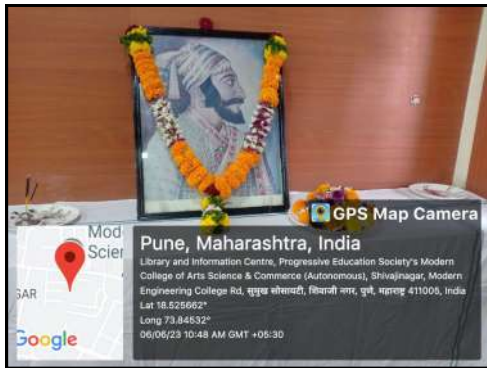 GPS Map Camera
Mod
Scien
GAR
Google
Pune, Maharashtra, India
Library and Information Centre, Progressive Education Society's Modern
College of Arts Science & Commerce (Autonomous), Shivajinagar, Modern
Engineering College Rd, सुमुख सोसायटी, शिवाजी नगर, पुणे, महाराष्ट्र 411005, India
Lat 18.525662°
Long 73.84532°
06/06/23 10:48 AM GMT +05:30